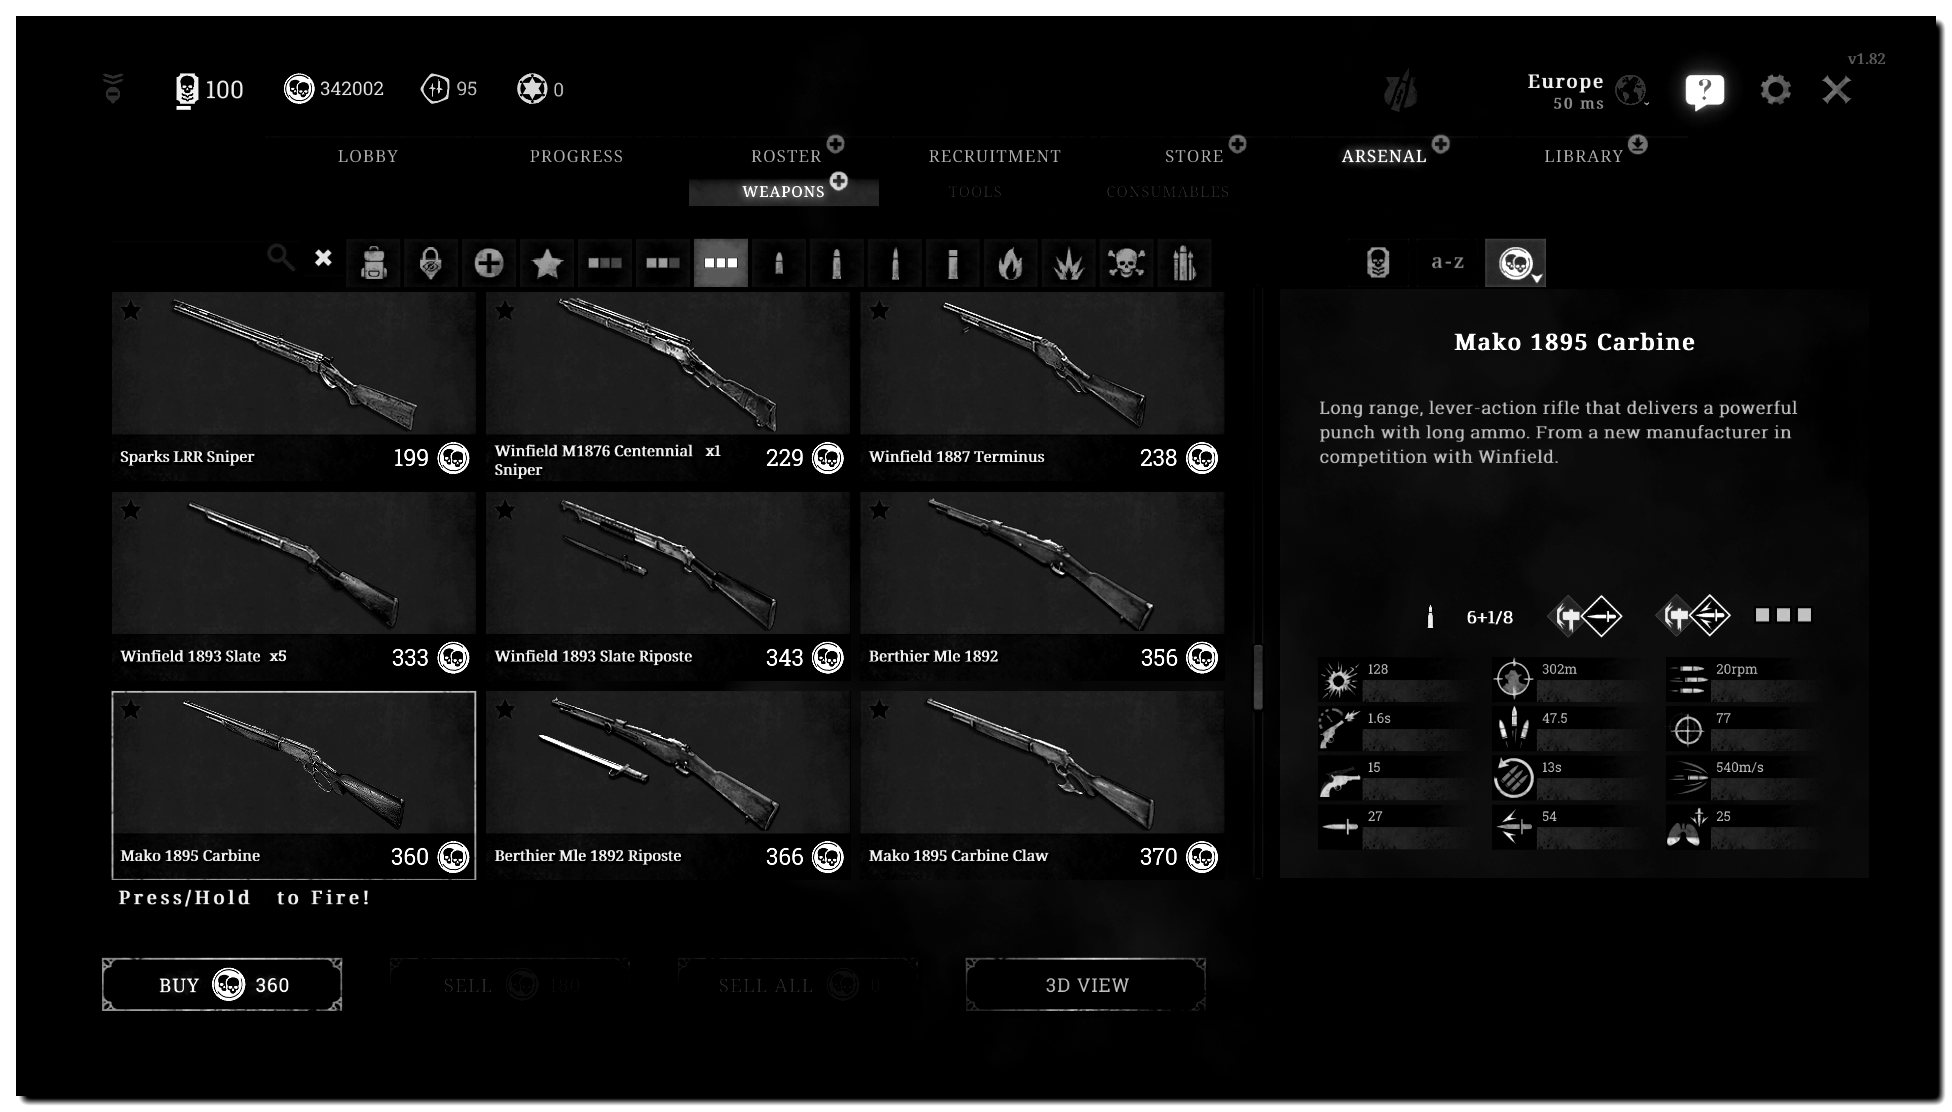 v1.82
100
342002
95
0
Europe
50 ms
?
LOBBY
PROGRESS
ROSTER
RECRUITMENT
STORE
ARSENAL
LIBRARY
WEAPONS
TOOLS
CONSUMABLES
a-z
Sparks LRR Sniper
199
Winfield M1876 Centennial x1
Sniper
229
Winfield 1887 Terminus
238
Winfield 1893 Slate x5
333
Winfield 1893 Slate Riposte
343
Berthier Mle 1892
356
Mako 1895 Carbine
360
Berthier Mle 1892 Riposte
366
Mako 1895 Carbine Claw
370
Press/Hold to Fire!
BUY 360
SELL 180
SELL ALL 0
3D VIEW
Mako 1895 Carbine
Long range, lever-action rifle that delivers a powerful
punch with long ammo. From a new manufacturer in
competition with Winfield.
6+1/8
128
302m
20rpm
1.6s
47.5
77
15
13s
540m/s
27
54
25